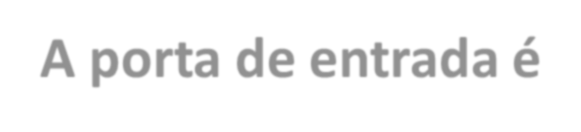 A porta de entrada é